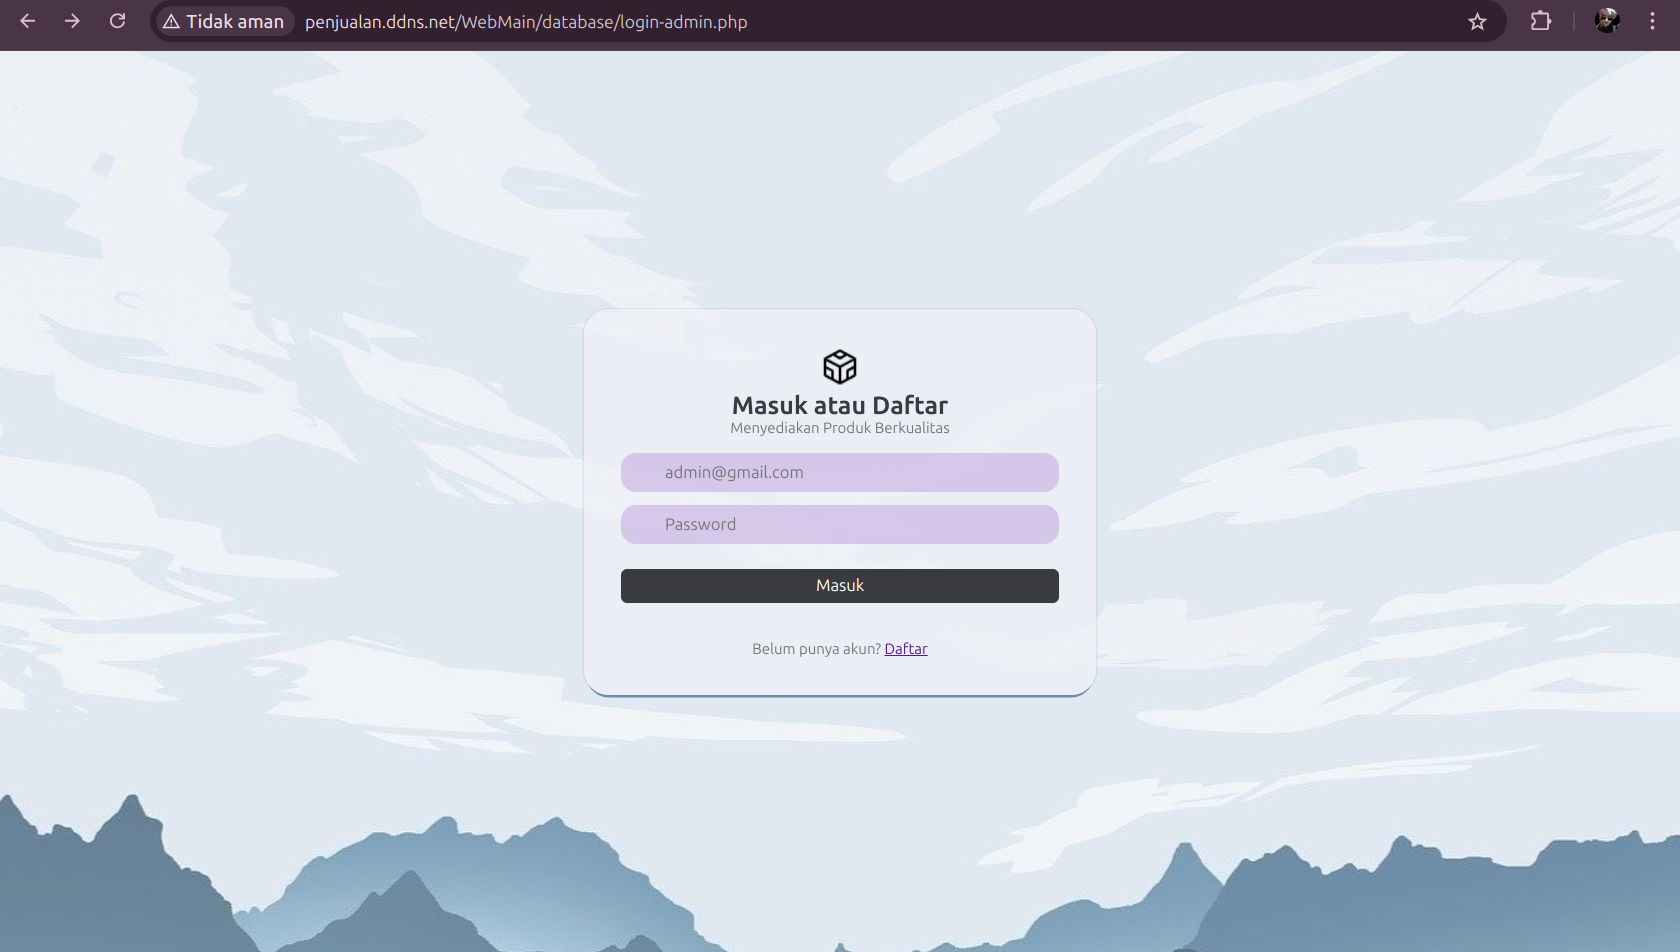 Tidak aman penjualan.ddns.net/WebMain/database/login-admin.php
Masuk atau Daftar
Menyediakan Produk Berkualitas
admin@gmail.com
Password
Masuk
Belum punya akun? Daftar